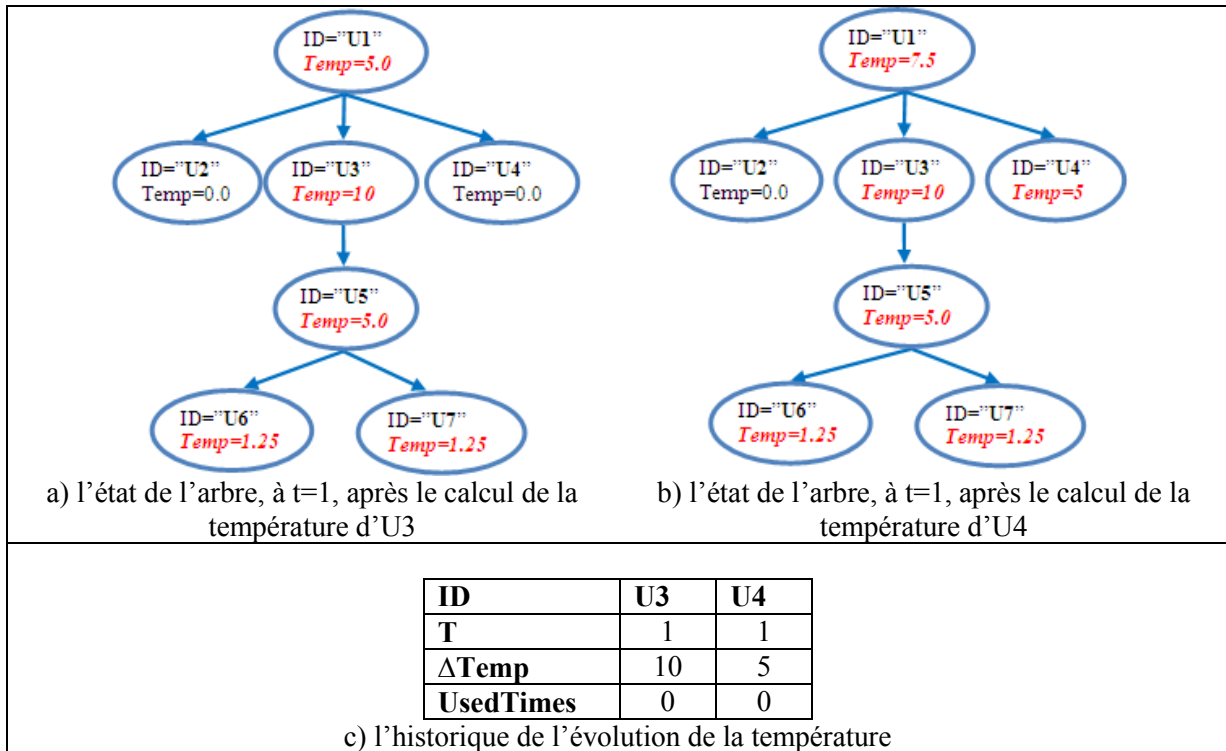 ID="U1"
Temp=5.0
ID="U2"
Temp=0.0
ID="U3"
Temp=10
ID="U4"
Temp=0.0
ID="U5"
Temp=5.0
ID="U6"
Temp=1.25
ID="U7"
Temp=1.25
a) l’état de l’arbre, à t=1, après le calcul de la
température d’U3
ID="U1"
Temp=7.5
ID="U2"
Temp=0.0
ID="U3"
Temp=10
ID="U4"
Temp=5
ID="U5"
Temp=5.0
ID="U6"
Temp=1.25
ID="U7"
Temp=1.25
b) l’état de l’arbre, à t=1, après le calcul de la
température d’U4
ID U3 U4
T 1 1
∆Temp 10 5
UsedTimes 0 0
c) l’historique de l’évolution de la température